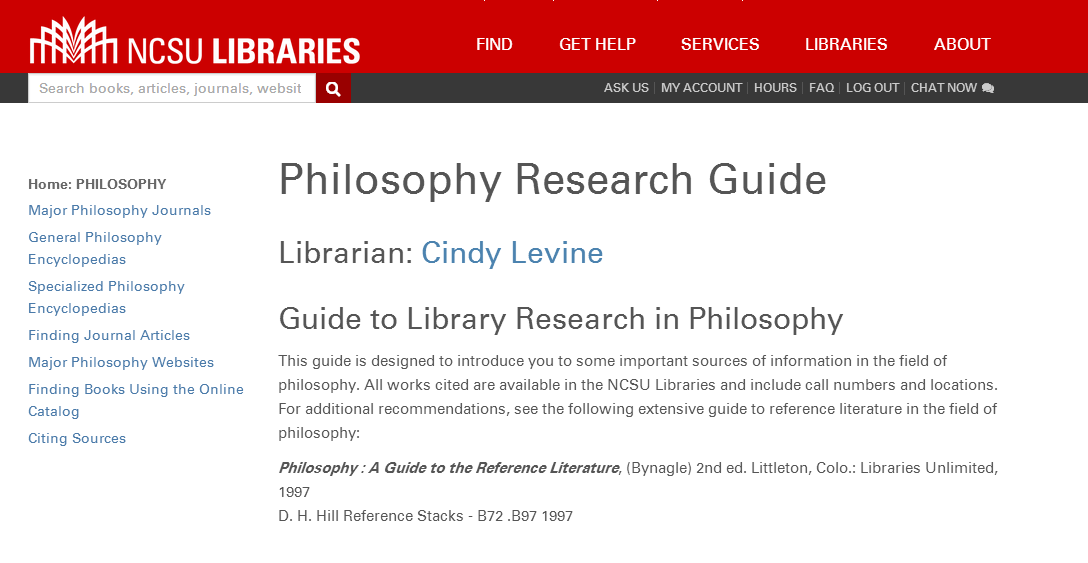 NCSU LIBRARIES
FIND GET HELP SERVICES LIBRARIES ABOUT
Search books, articles, journals, websit
ASK US MY ACCOUNT HOURS FAQ LOG OUT CHAT NOW
Home: PHILOSOPHY
Major Philosophy Journals
General Philosophy
Encyclopedias
Specialized Philosophy
Encyclopedias
Finding Journal Articles
Major Philosophy Websites
Finding Books Using the Online
Catalog
Citing Sources
Philosophy Research Guide
Librarian: Cindy Levine
Guide to Library Research in Philosophy
This guide is designed to introduce you to some important sources of information in the field of
philosophy. All works cited are available in the NCSU Libraries and include call numbers and locations.
For additional recommendations, see the following extensive guide to reference literature in the field of
philosophy:
Philosophy : A Guide to the Reference Literature, (Bynagle) 2nd ed. Littleton, Colo.: Libraries Unlimited,
1997
D. H. Hill Reference Stacks - B72 .B97 1997